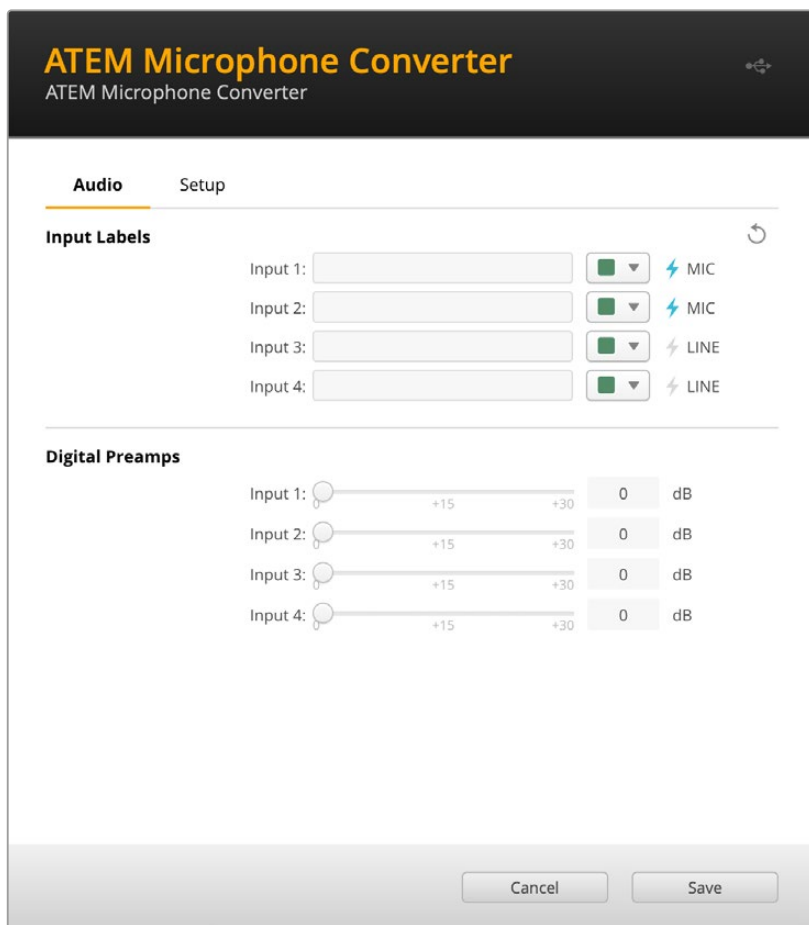 ATEM Microphone Converter
ATEM Microphone Converter
Audio Setup
Input Labels
Input 1: MIC
Input 2: MIC
Input 3: LINE
Input 4: LINE
Digital Preamps
Input 1: 0 dB
0 +15 +30
Input 2: 0 dB
0 +15 +30
Input 3: 0 dB
0 +15 +30
Input 4: 0 dB
0 +15 +30
Cancel Save